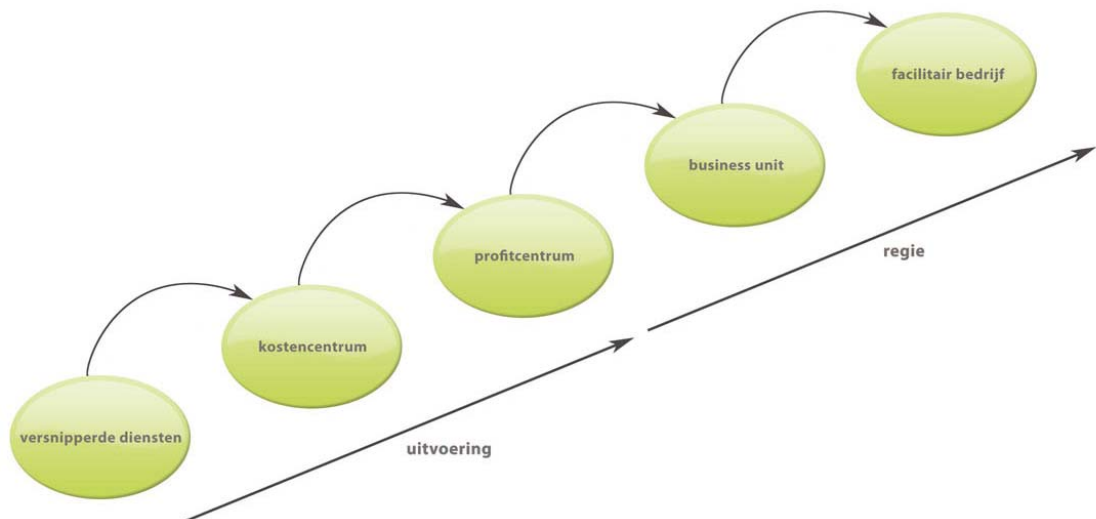 facilitair bedrijf
business unit
regie
profitcentrum
kostencentrum
versnipperde diensten
uitvoering